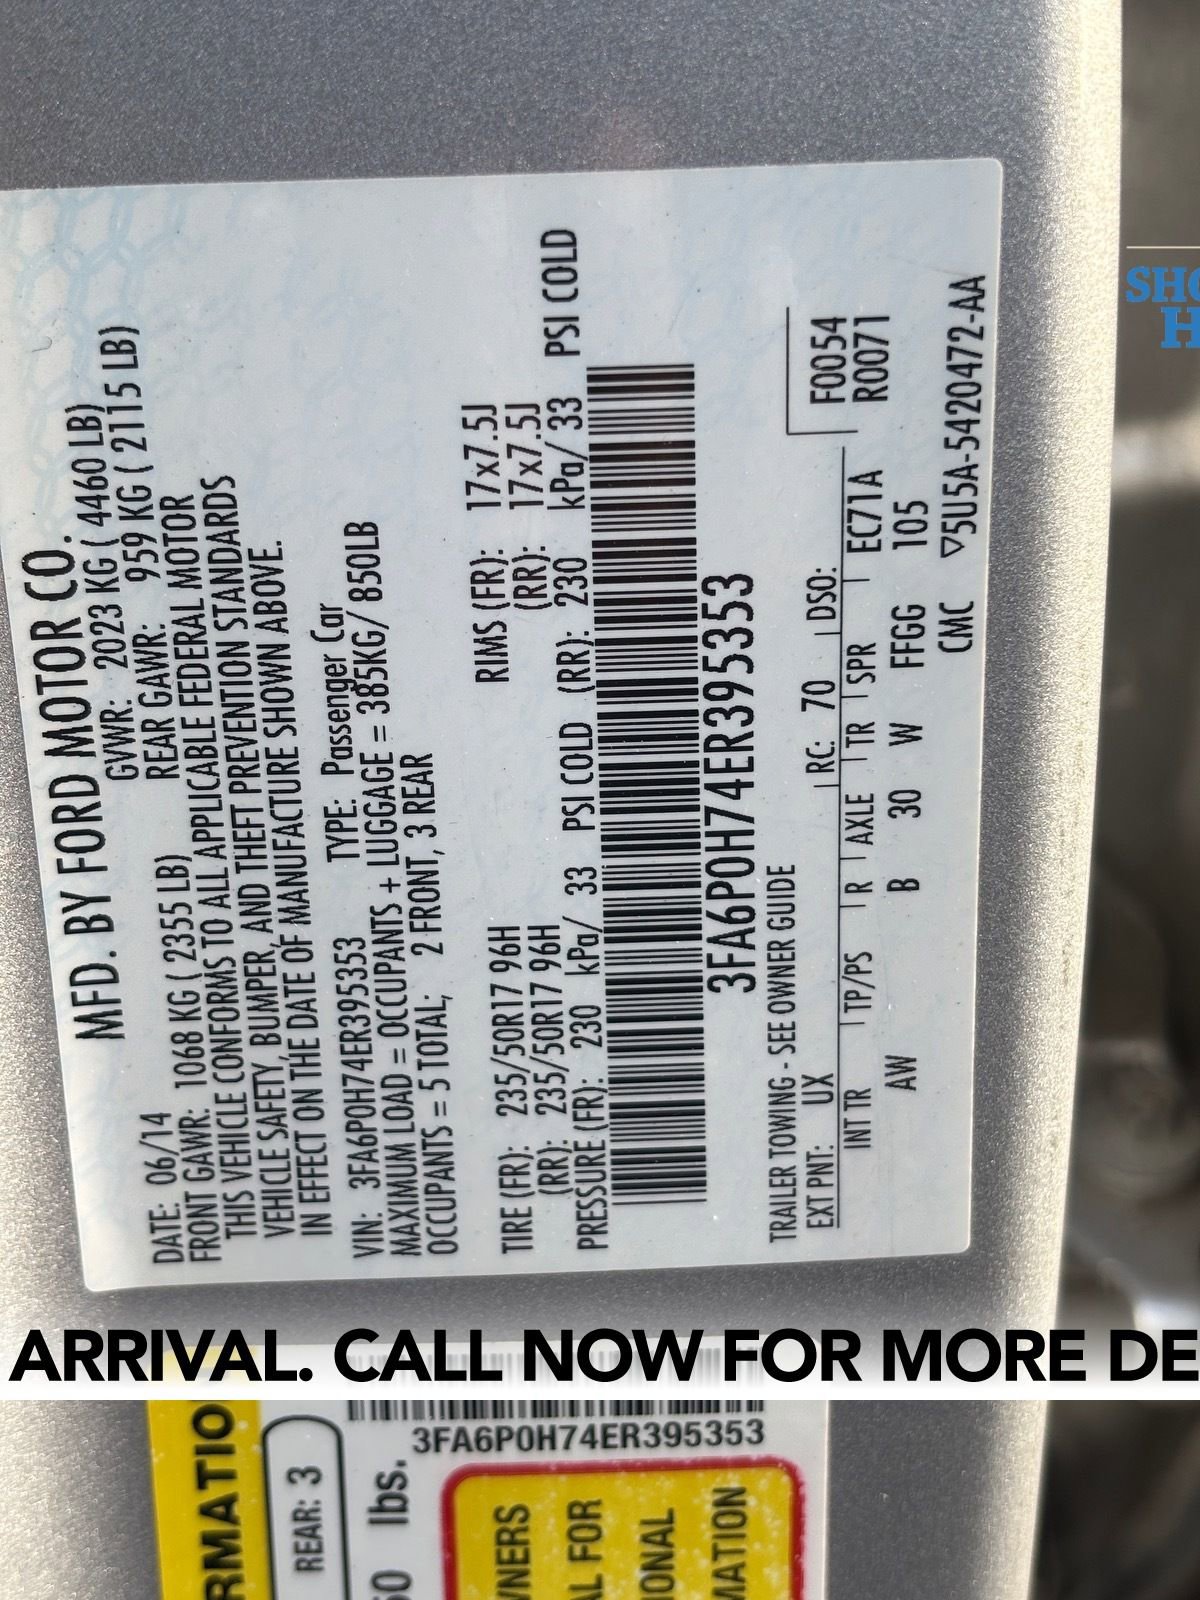 MFD. BY FORD MOTOR CO.
DATE: 06/14 GVWR: 2023 KG ( 4460 LB)
FRONT GAWR: 1068 KG ( 2355 LB) REAR GAWR: 959 KG ( 2115 LB)
THIS VEHICLE CONFORMS TO ALL APPLICABLE FEDERAL MOTOR
VEHICLE SAFETY, BUMPER, AND THEFT PREVENTION STANDARDS
IN EFFECT ON THE DATE OF MANUFACTURE SHOWN ABOVE.
VIN: 3FA6P0H74ER395353 TYPE: Passenger Car
MAXIMUM LOAD = OCCUPANTS + LUGGAGE = 385KG/ 850LB
OCCUPANTS = 5 TOTAL; 2 FRONT, 3 REAR
TIRE (FR): 235/50R17 96H RIMS (FR): 17x7.5J
(RR): 235/50R17 96H (RR): 17x7.5J
PRESSURE (FR): 230 kPa/ 33 PSI COLD (RR): 230 kPa/ 33 PSI COLD
3FA6P0H74ER395353
TRAILER TOWING - SEE OWNER GUIDE
F0054
R0071
EXT PNT: UX RC: 70 DSO:
INT TR TP/PS R AXLE TR SPR EC71A
AW B 30 W FFGG 105
CMC ▽5U5A-5420472-AA
SHO
H
ARRIVAL. CALL NOW FOR MORE DE
RMATIO
REAR: 3
lbs.
3FA6P0H74ER395353
WNERS
AL FOR
IONAL
MATION